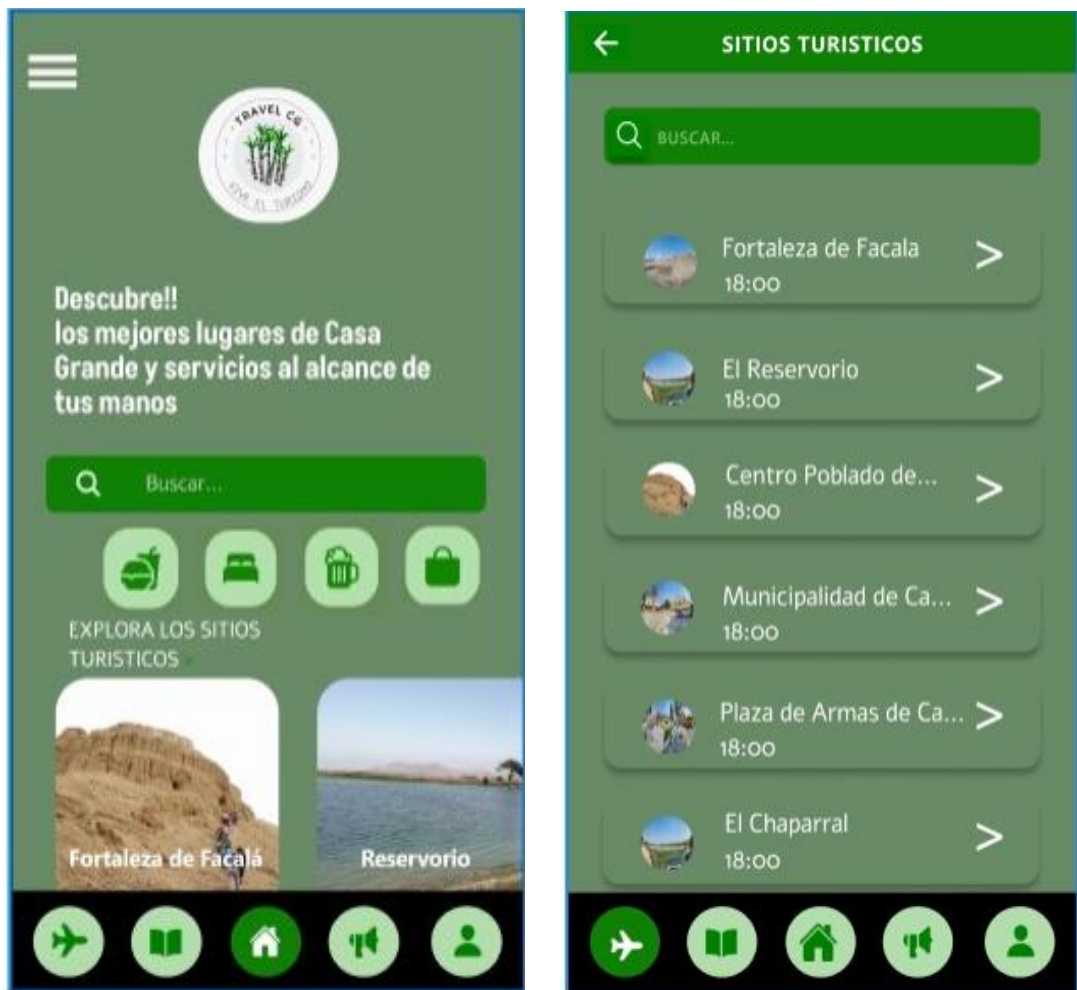 TRAVEL CG
VIVE EL TURISMO
Descubre!!
los mejores lugares de Casa
Grande y servicios al alcance de
tus manos
Buscar...
EXPLORA LOS SITIOS
TURISTICOS
Fortaleza de Facalá
Reservorio
SITIOS TURISTICOS
BUSCAR...
Fortaleza de Facala
18:00
El Reservorio
18:00
Centro Poblado de...
18:00
Municipalidad de Ca...
18:00
Plaza de Armas de Ca...
18:00
El Chaparral
18:00